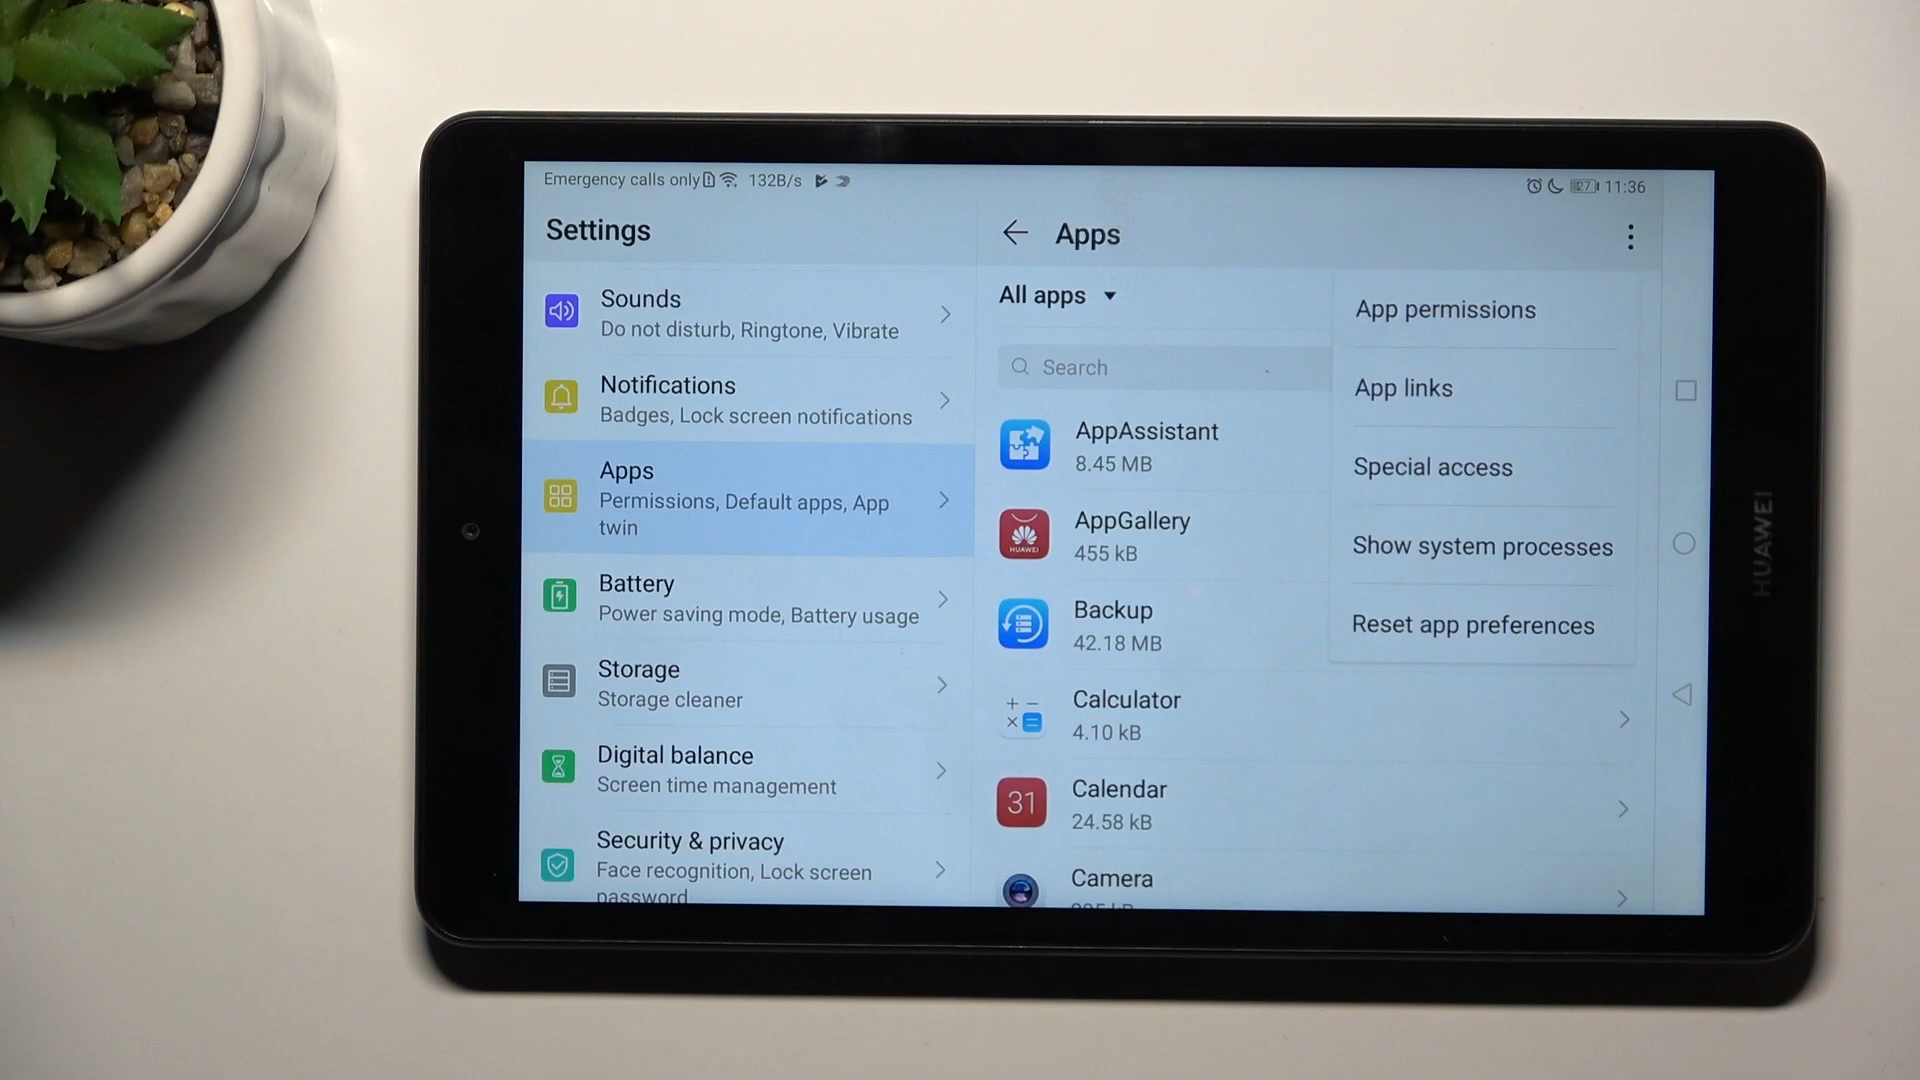 Emergency calls only 132B/s
27 11:36
Settings
Sounds
Do not disturb, Ringtone, Vibrate
Notifications
Badges, Lock screen notifications
Apps
Permissions, Default apps, App
twin
Battery
Power saving mode, Battery usage
Storage
Storage cleaner
Digital balance
Screen time management
Security & privacy
Face recognition, Lock screen
password
Apps
All apps
Search
AppAssistant
8.45 MB
HUAWEI
AppGallery
455 kB
Backup
42.18 MB
Calculator
4.10 kB
31
Calendar
24.58 kB
Camera
App permissions
App links
Special access
Show system processes
Reset app preferences
HUAWEI